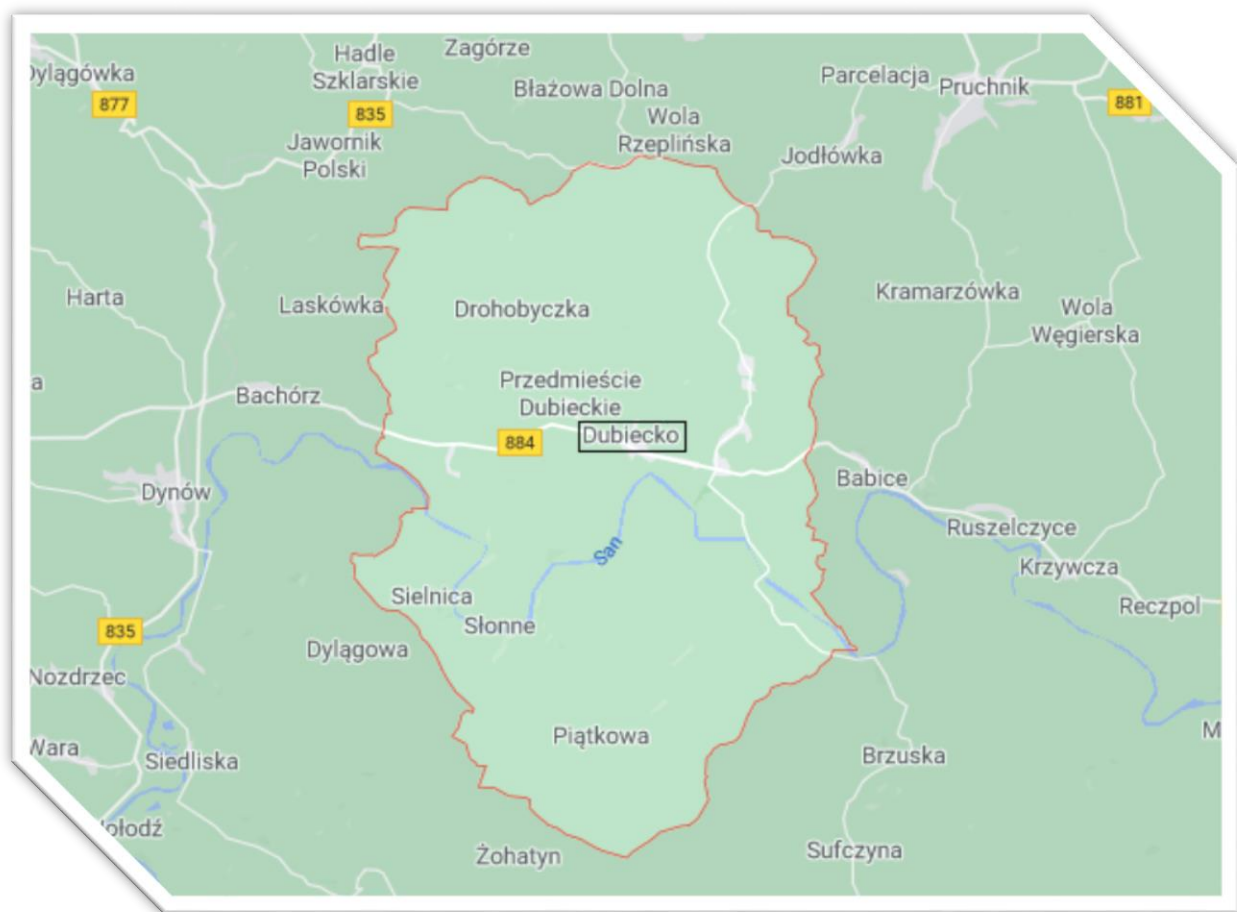 Hadle
Szklarskie
Zagórze
Dylągówka
877
835
Błażowa Dolna
Parcelacja
Pruchnik
881
Wola
Rzeplińska
Jawornik
Polski
Jodłówka
Harta
Laskówka
Drohobyczka
Kramarzówka
Wola
Węgierska
a
Bachórz
Przedmieście
Dubieckie
884
Dubiecko
Babice
Dynów
Ruszelczyce
San
Krzywcza
Sielnica
Reczpol
835
Słonne
Dylągowa
Nozdrzec
Piątkowa
M
Wara
Siedliska
Brzuska
ołodź
Żohatyn
Sufczyna